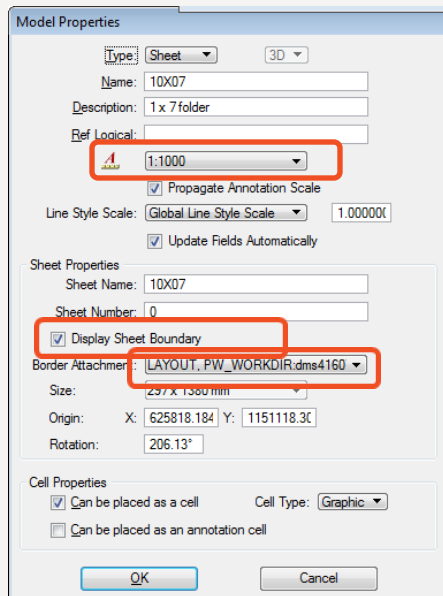 Model Properties
Type: Sheet 3D
Name: 10X07
Description: 1 x 7 folder
Ref Logical:
A 1:1000
Propagate Annotation Scale
Line Style Scale: Global Line Style Scale 1.00000(
Update Fields Automatically
Sheet Properties
Sheet Name: 10X07
Sheet Number: 0
Display Sheet Boundary
Border Attachment: LAYOUT, PW_WORKDIR:dms4160
Size: 297 x 1380 mm
Origin: X: 625818.184 Y: 1151118.3(
Rotation: 206.13°
Cell Properties
Can be placed as a cell Cell Type: Graphic
Can be placed as an annotation cell
OK Cancel